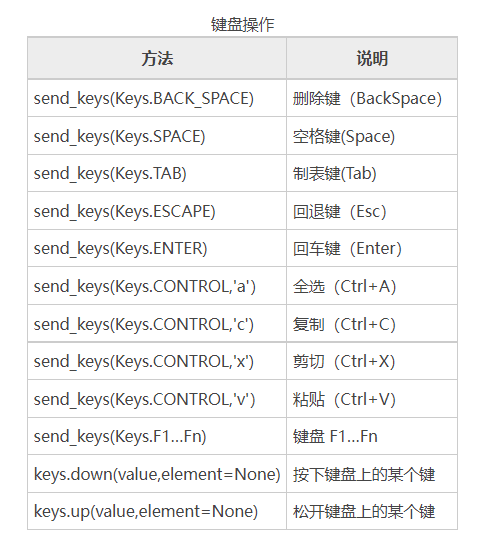 键盘操作
方法 说明
send_keys(Keys.BACK_SPACE) 删除键（BackSpace）
send_keys(Keys.SPACE) 空格键(Space)
send_keys(Keys.TAB) 制表键(Tab)
send_keys(Keys.ESCAPE) 回退键（Esc）
send_keys(Keys.ENTER) 回车键（Enter）
send_keys(Keys.CONTROL,'a') 全选（Ctrl+A）
send_keys(Keys.CONTROL,'c') 复制（Ctrl+C）
send_keys(Keys.CONTROL,'x') 剪切（Ctrl+X）
send_keys(Keys.CONTROL,'v') 粘贴（Ctrl+V）
send_keys(Keys.F1...Fn) 键盘 F1...Fn
keys.down(value,element=None) 按下键盘上的某个键
keys.up(value,element=None) 松开键盘上的某个键